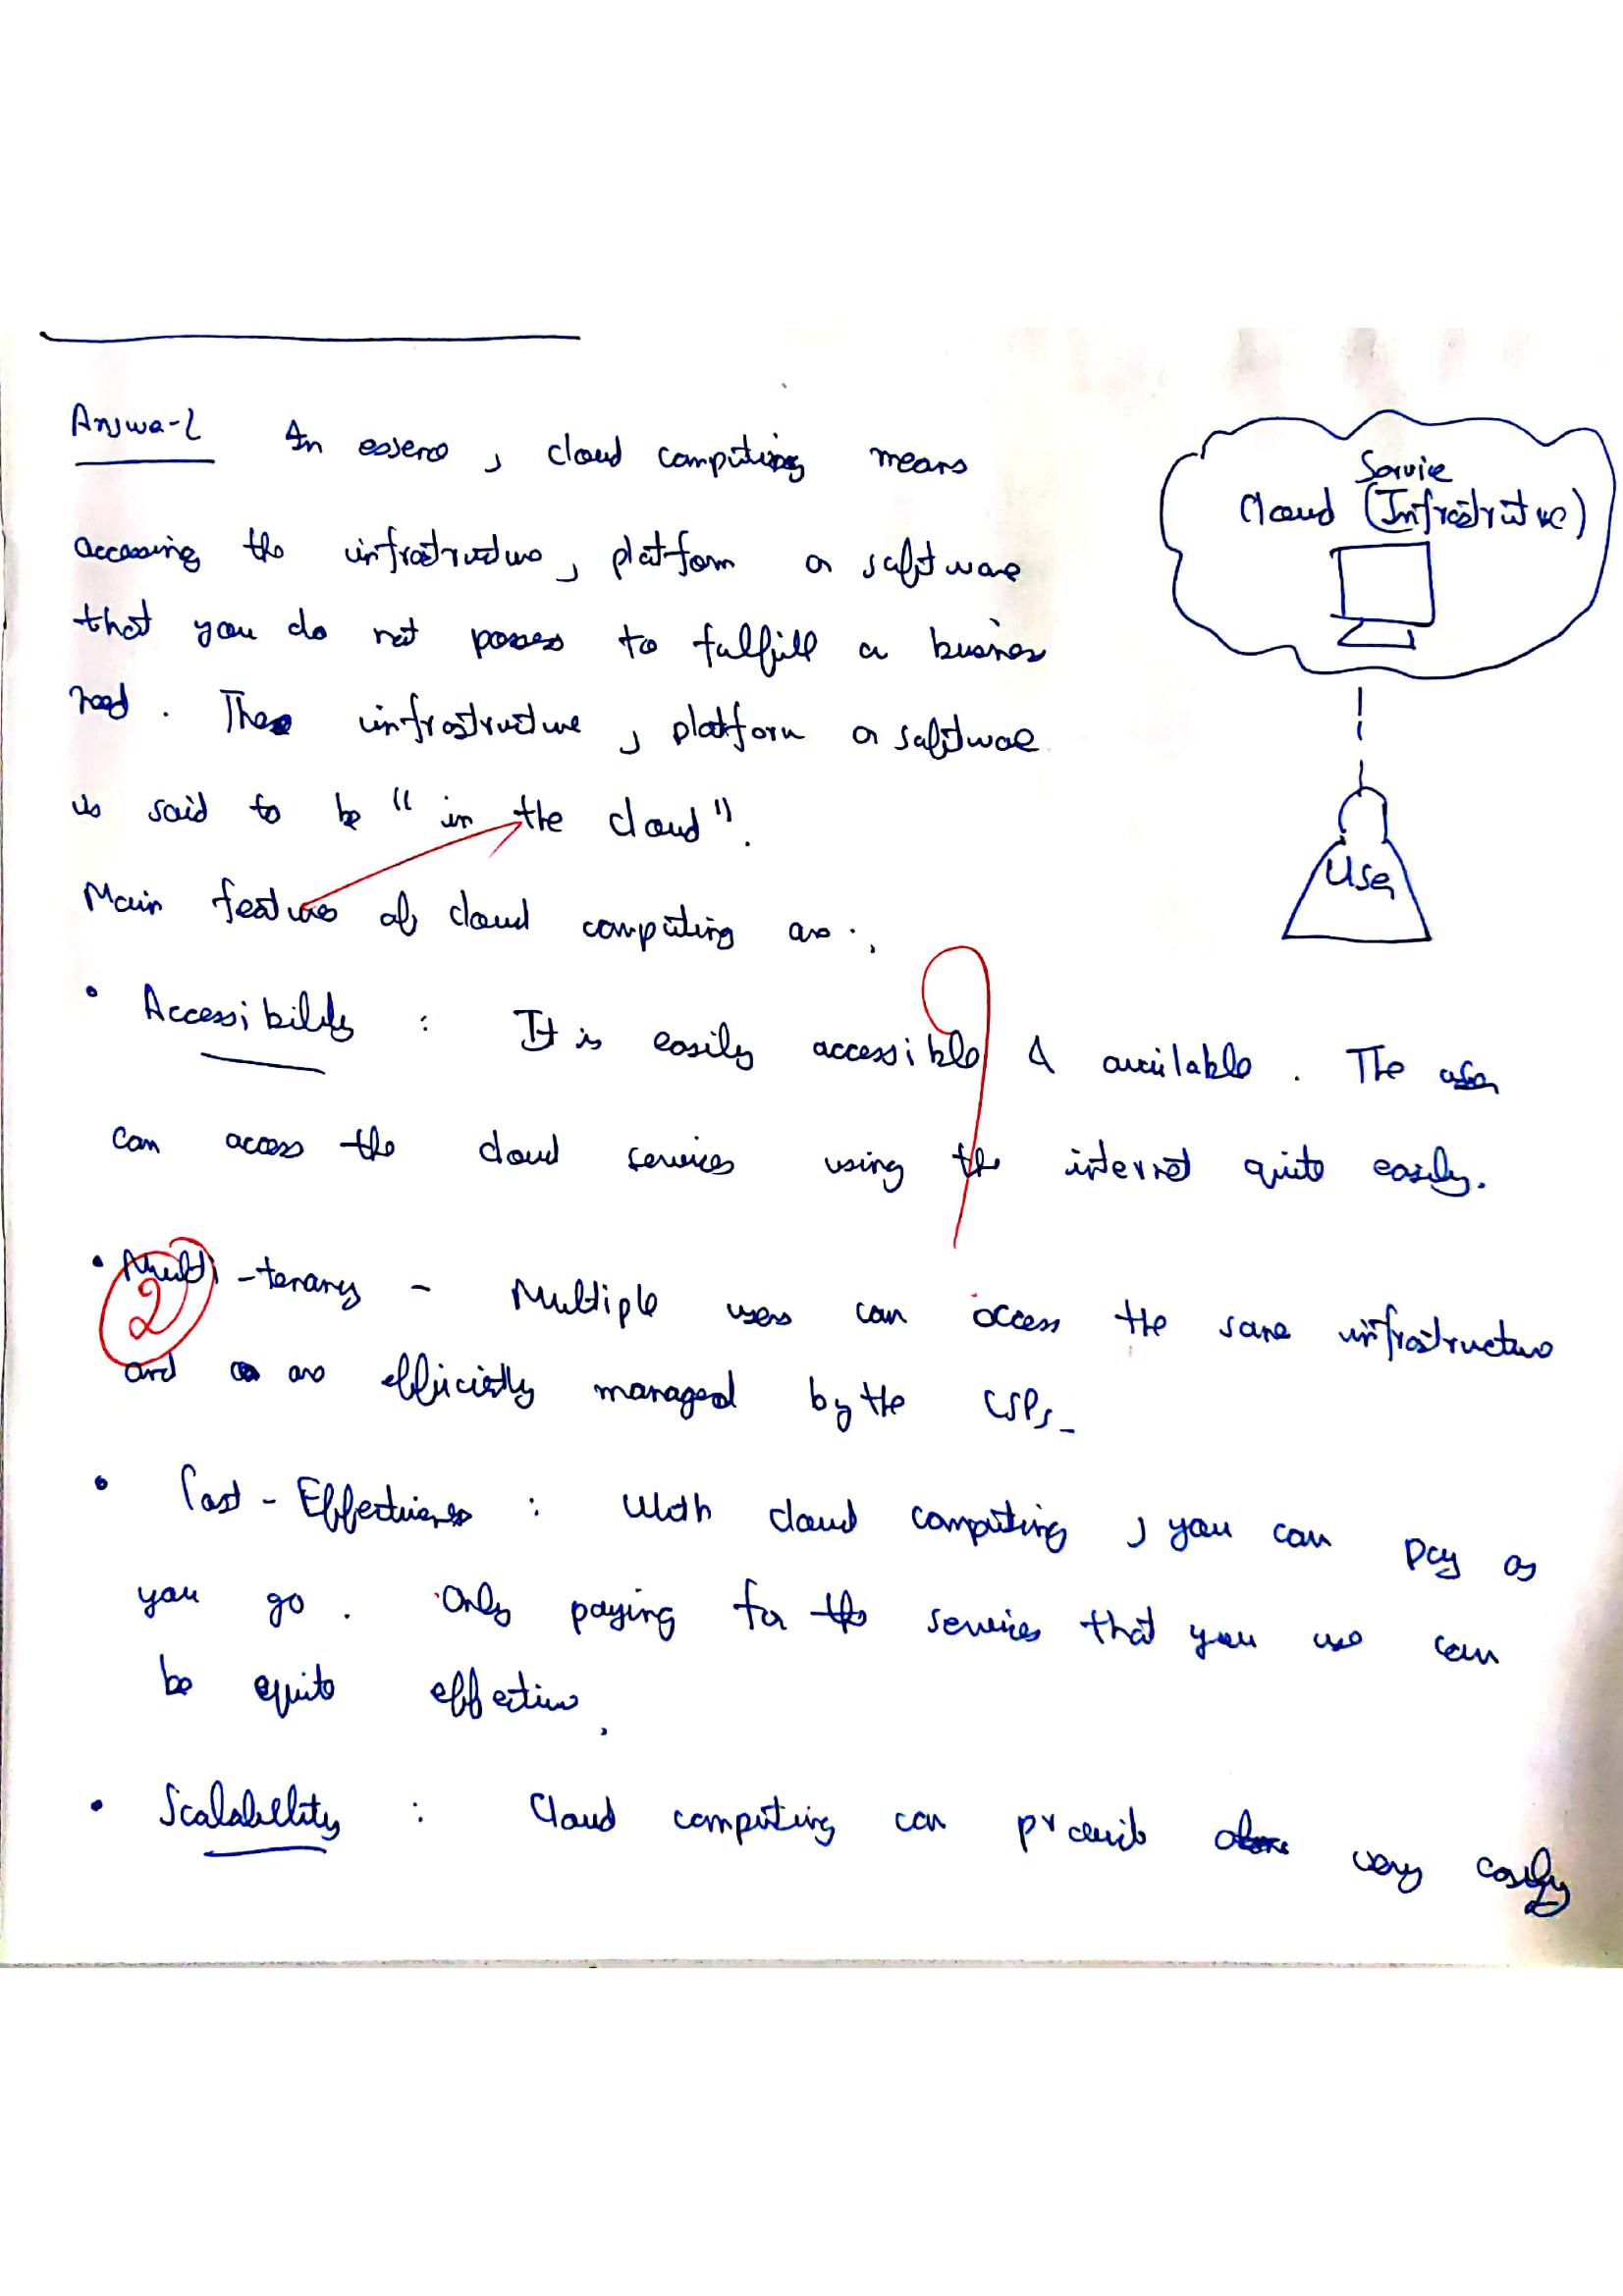 Answer-2 In essence, cloud computing means
accessing the infrastructure, platform or software
that you do not posses to fulfill a business
need. These infrastructure, platform or software
is said to be "in the cloud".
Main features of cloud computing are:
• Accessibility : It is easily accessible & available. The user
can access the cloud services using the internet quite easily.
• Multi-tenancy - Multiple users can access the same infrastructure
2
and are efficiently managed by the CSPs.
• Cost-Effectiveness : With cloud computing, you can pay as
you go. Only paying for the services that you use can
be quite effective.
• Scalability : Cloud computing can provide very easily
Service
Cloud (Infrastructure)
User